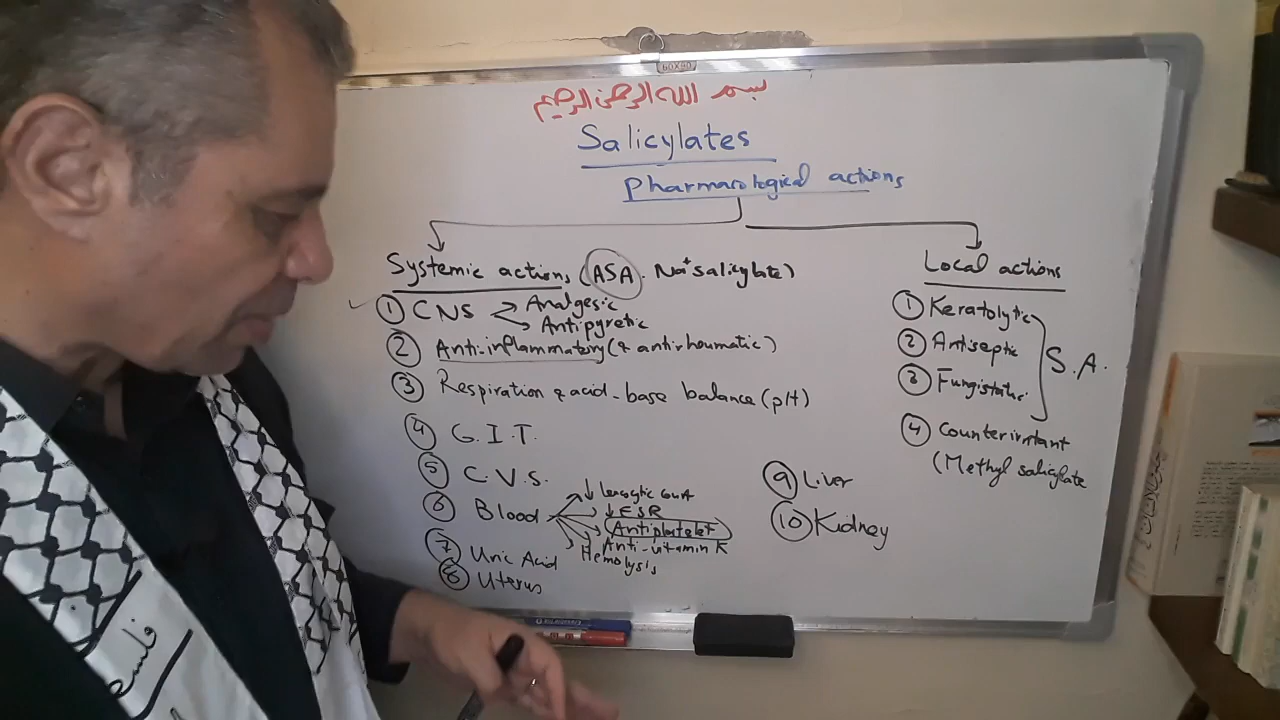 60X90
بسم الله الرحمن الرحيم
Salicylates
Pharmacological actions
Systemic actions (ASA. Na+ salicylate)
① CNS Analgesic
Antipyretic
② Anti-inflammatory (& antirheumatic)
③ Respiration & acid-base balance (pH)
④ G.I.T.
⑤ C.V.S.
⑥ Blood
↓ ESR
Antiplatelet
Anti-vitamin K
Hemolysis
⑦ Uric Acid
⑧ Uterus
⑨ Liver
⑩ Kidney
Local actions
① Keratolytic
② Antiseptic
③ Fungistatic
S.A.
④ Counterirritant
(Methyl salicylate